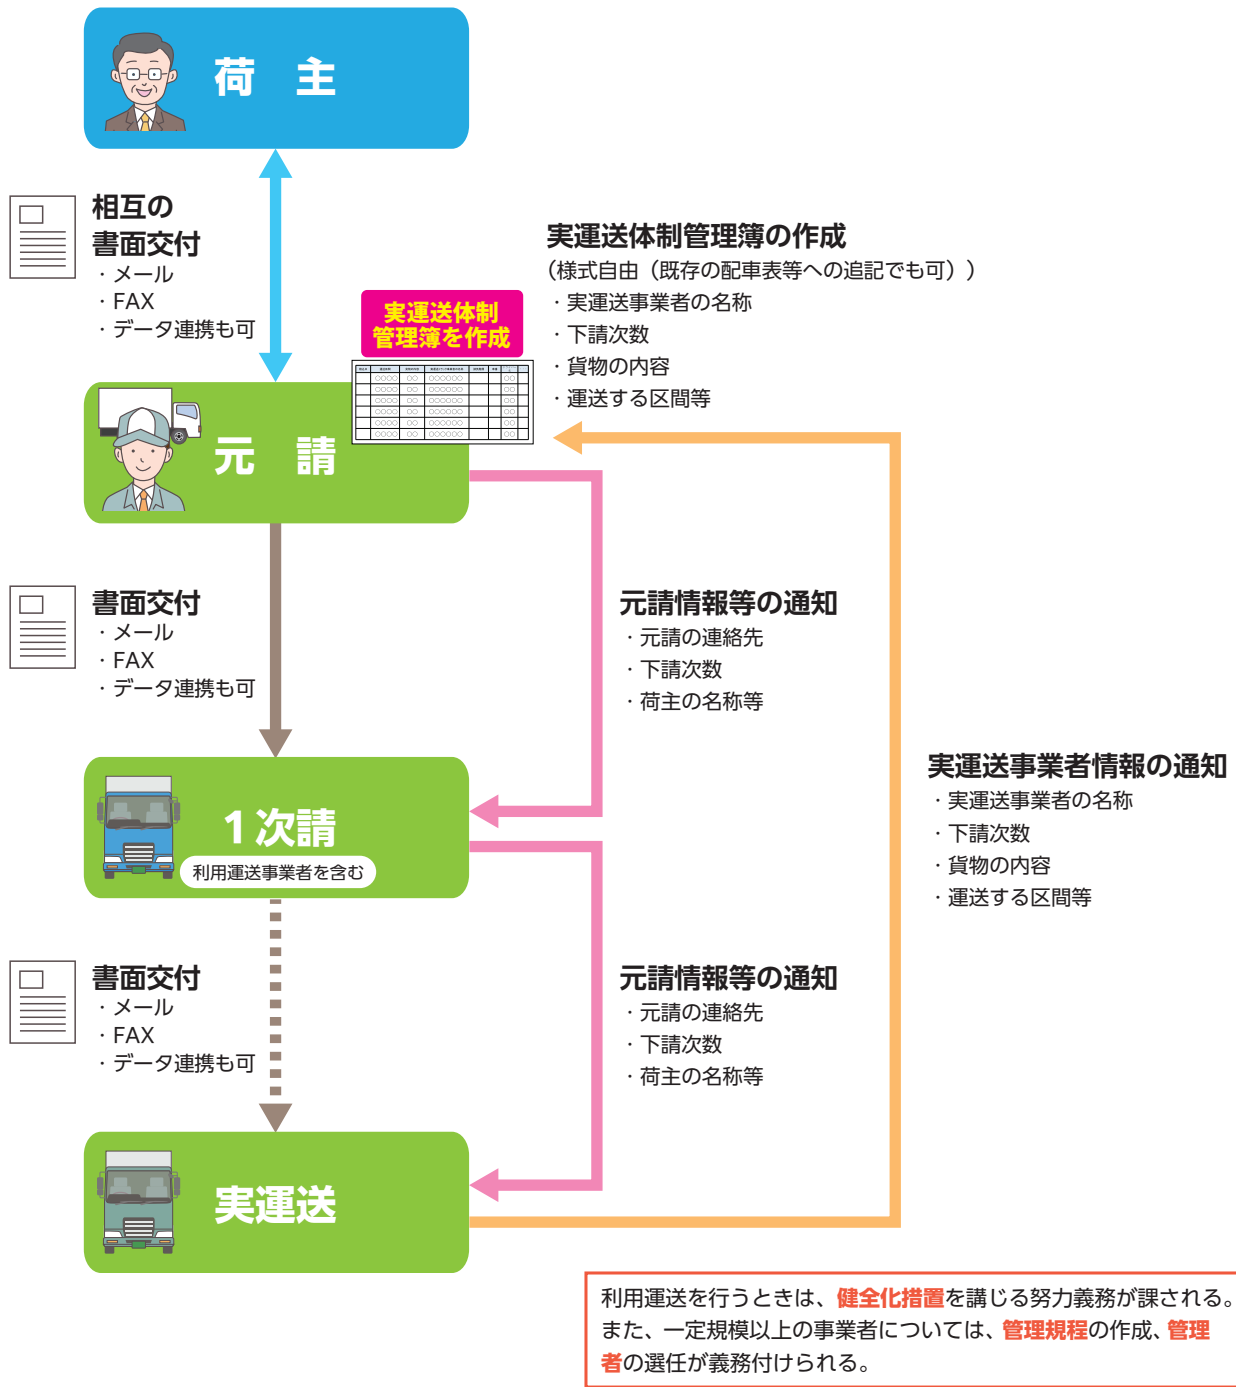 荷　主
相互の
書面交付
・メール
・FAX
・データ連携も可
実運送体制管理簿の作成
（様式自由（既存の配車表等への追記でも可））
・実運送事業者の名称
・下請次数
・貨物の内容
・運送する区間等
実運送体制
管理簿を作成
元　請
書面交付
・メール
・FAX
・データ連携も可
元請情報等の通知
・元請の連絡先
・下請次数
・荷主の名称等
実運送事業者情報の通知
・実運送事業者の名称
・下請次数
・貨物の内容
・運送する区間等
１次請
利用運送事業者を含む
書面交付
・メール
・FAX
・データ連携も可
元請情報等の通知
・元請の連絡先
・下請次数
・荷主の名称等
実運送
利用運送を行うときは、健全化措置を講じる努力義務が課される。
また、一定規模以上の事業者については、管理規程の作成、管理
者の選任が義務付けられる。